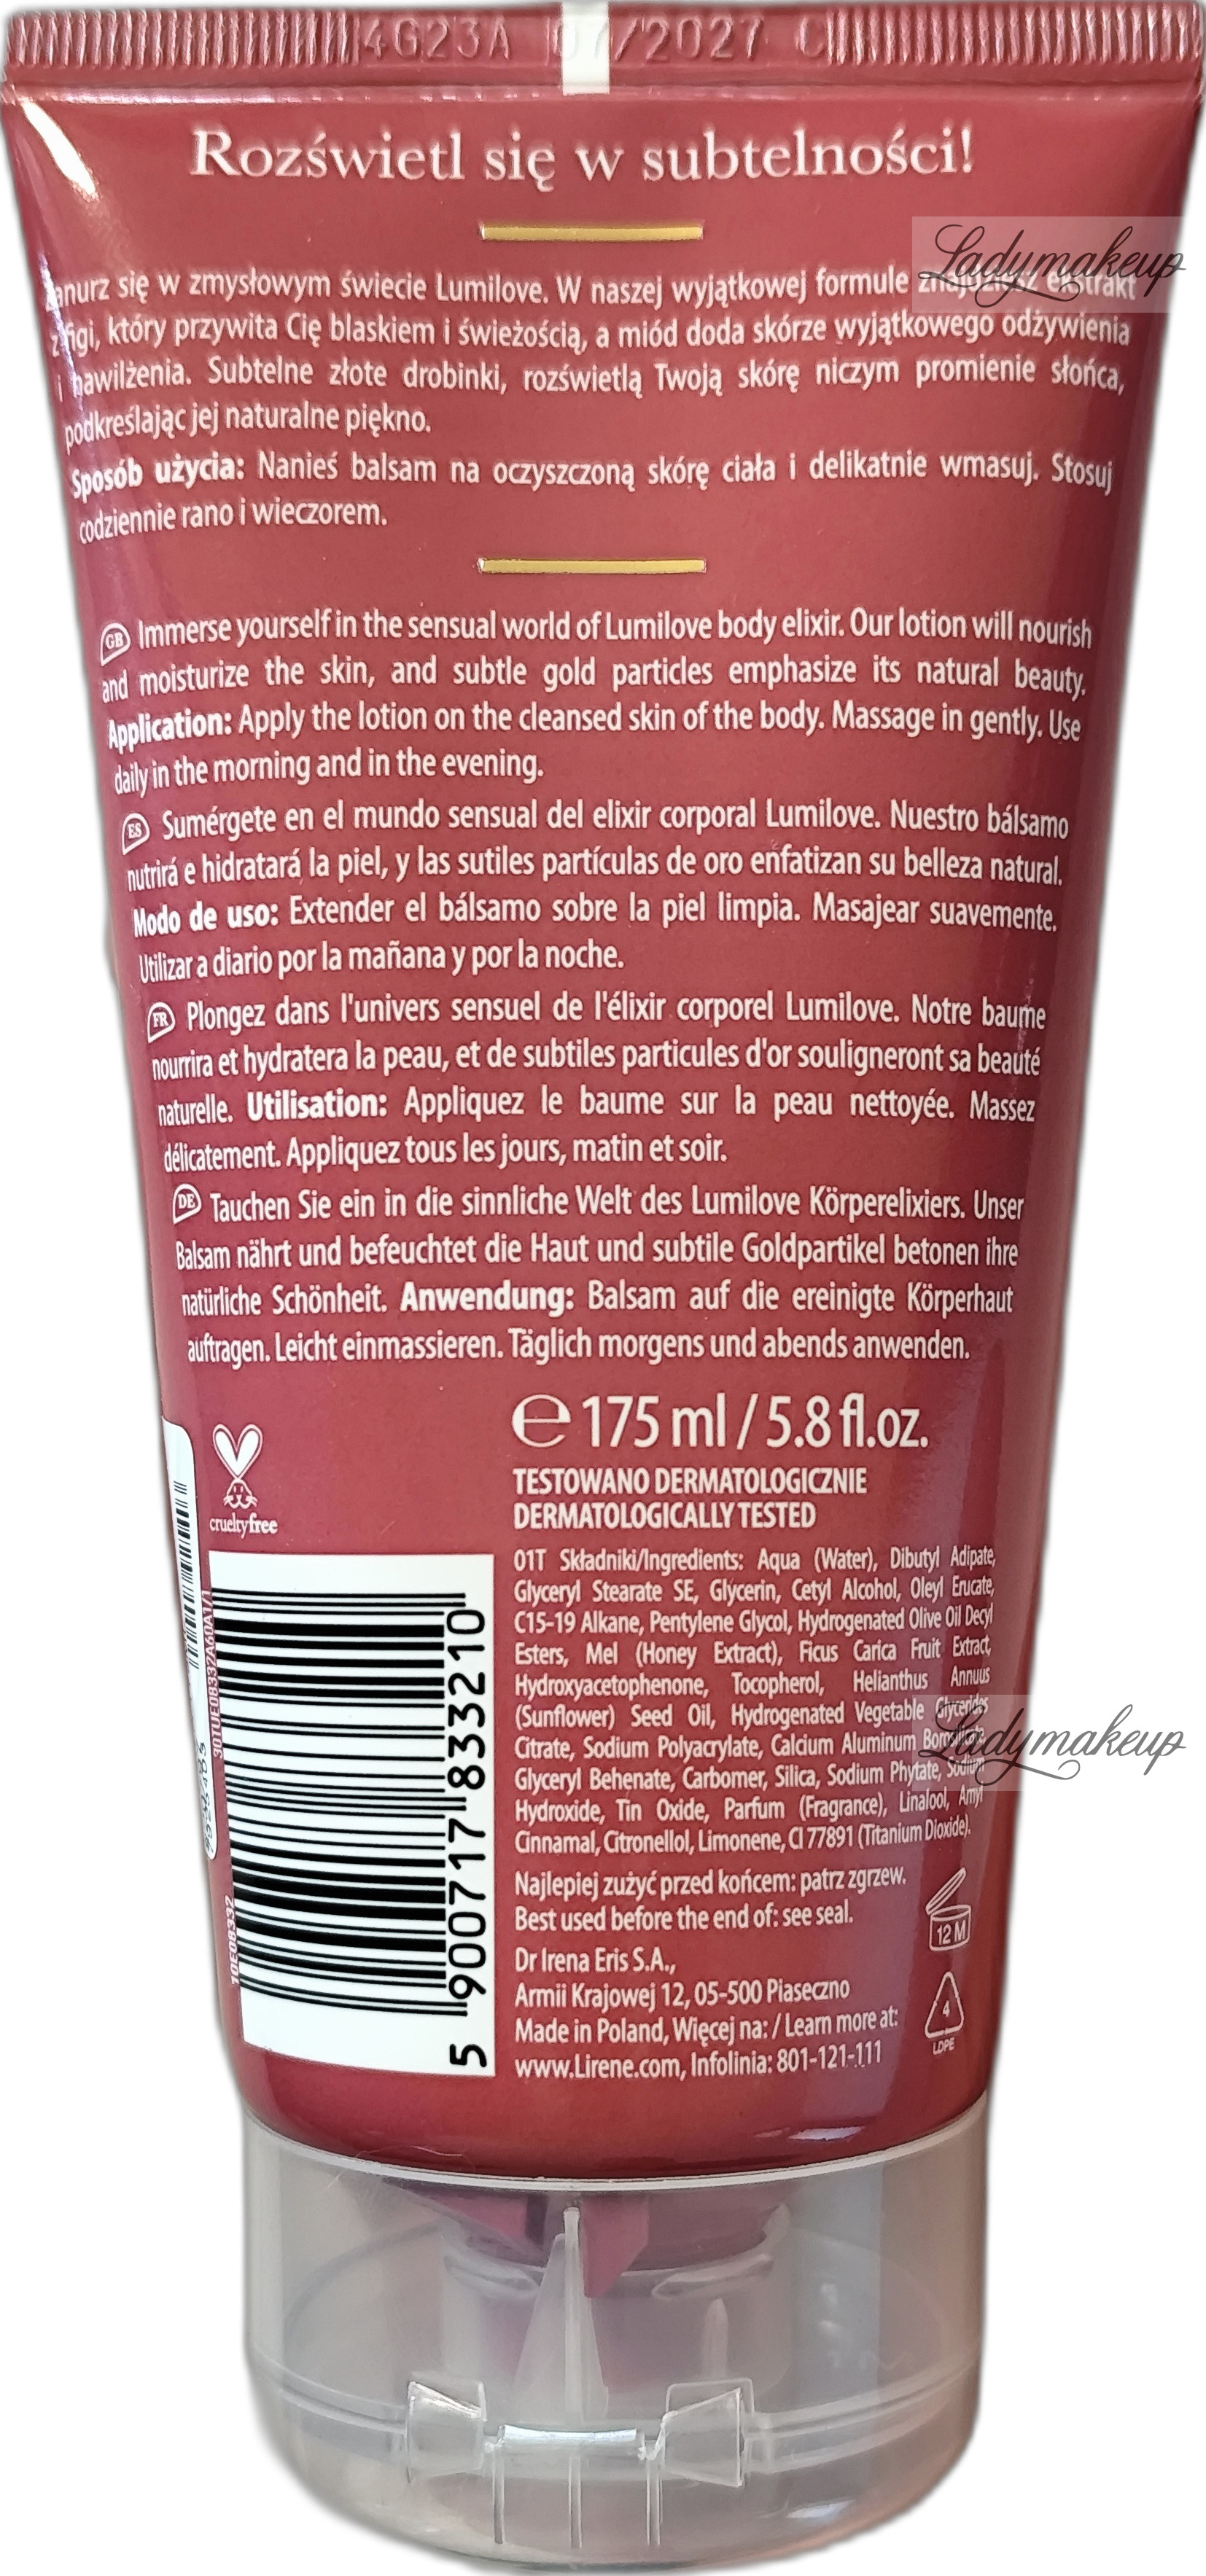 4G23A 07/2027 C
Rozświetl się w subtelności!
Ladymakeup
się w zmysłowym świecie Lumilove. W naszej wyjątkowej formule
który przywita Cię blaskiem i świeżością, a miód doda skórze wyjątkowego odżywienia
i nawilżenia. Subtelne złote drobinki, rozświetlą Twoją skórę niczym promienie słońca,
podkreślając jej naturalne piękno.
Sposób użycia: Nanieś balsam na oczyszczoną skórę ciała i delikatnie wmasuj. Stosuj
codziennie rano i wieczorem.
GB Immerse yourself in the sensual world of Lumilove body elixir. Our lotion will nourish
and moisturize the skin, and subtle gold particles emphasize its natural beauty.
Application: Apply the lotion on the cleansed skin of the body. Massage in gently. Use
daily in the morning and in the evening.
ES Sumérgete en el mundo sensual del elixir corporal Lumilove. Nuestro bálsamo
nutrirá e hidratará la piel, y las sutiles partículas de oro enfatizan su belleza natural.
Modo de uso: Extender el bálsamo sobre la piel limpia. Masajear suavemente.
Utilizar a diario por la mañana y por la noche.
FR Plongez dans l'univers sensuel de l'élixir corporel Lumilove. Notre baume
nourrira et hydratera la peau, et de subtiles particules d'or souligneront sa beauté
naturelle. Utilisation: Appliquez le baume sur la peau nettoyée. Massez
délicatement. Appliquez tous les jours, matin et soir.
DE Tauchen Sie ein in die sinnliche Welt des Lumilove Körperelixiers. Unser
Balsam nährt und befeuchtet die Haut und subtile Goldpartikel betonen ihre
natürliche Schönheit. Anwendung: Balsam auf die ereinigte Körperhaut
auftragen. Leicht einmassieren. Täglich morgens und abends anwenden.
e 175 ml / 5.8 fl.oz.
TESTOWANO DERMATOLOGICZNIE
DERMATOLOGICALLY TESTED
crueltyfree
01T Składniki/Ingredients: Aqua (Water), Dibutyl Adipate,
Glyceryl Stearate SE, Glycerin, Cetyl Alcohol, Oleyl Erucate,
C15-19 Alkane, Pentylene Glycol, Hydrogenated Olive Oil Decyl
Esters, Mel (Honey Extract), Ficus Carica Fruit Extract,
Hydroxyacetophenone, Tocopherol, Helianthus Annuus
(Sunflower) Seed Oil, Hydrogenated Vegetable Glycerides
Citrate, Sodium Polyacrylate, Calcium Aluminum Borosilicate,
Glyceryl Behenate, Carbomer, Silica, Sodium Phytate, Sodium
Hydroxide, Tin Oxide, Parfum (Fragrance), Linalool, Amyl
Cinnamal, Citronellol, Limonene, CI 77891 (Titanium Dioxide).
Ladymakeup
Najlepiej zużyć przed końcem: patrz zgrzew.
Best used before the end of: see seal.
12 M
Dr Irena Eris S.A.,
Armii Krajowej 12, 05-500 Piaseczno
Made in Poland, Więcej na: / Learn more at:
www.Lirene.com, Infolinia: 801-121-111
4
LDPE
5 900717 833210
301TUE08332A60A1/1
10E08332